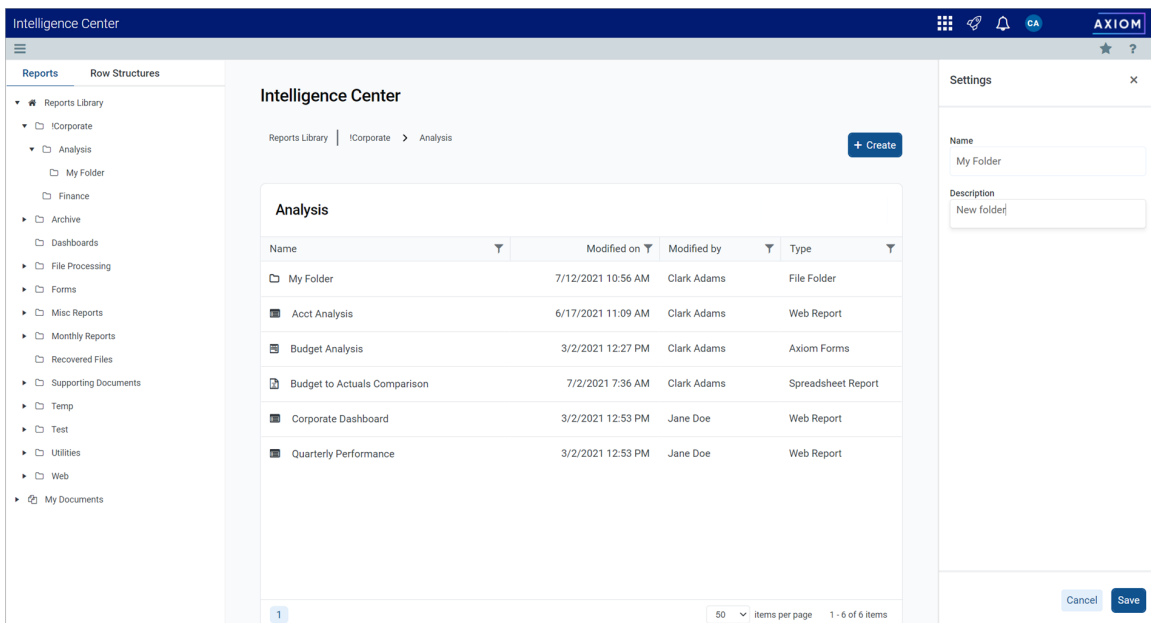 Intelligence Center
CA
AXIOM
?
Reports Row Structures
Reports Library
!Corporate
Analysis
My Folder
Finance
Archive
Dashboards
File Processing
Forms
Misc Reports
Monthly Reports
Recovered Files
Supporting Documents
Temp
Test
Utilities
Web
My Documents
Intelligence Center
Reports Library | !Corporate > Analysis
+ Create
Analysis
Name Modified on Modified by Type
My Folder 7/12/2021 10:56 AM Clark Adams File Folder
Acct Analysis 6/17/2021 11:09 AM Clark Adams Web Report
Budget Analysis 3/2/2021 12:27 PM Clark Adams Axiom Forms
Budget to Actuals Comparison 7/2/2021 7:36 AM Clark Adams Spreadsheet Report
Corporate Dashboard 3/2/2021 12:53 PM Jane Doe Web Report
Quarterly Performance 3/2/2021 12:53 PM Jane Doe Web Report
1 50 items per page 1 - 6 of 6 items
Settings
Name
My Folder
Description
New folder
Cancel Save